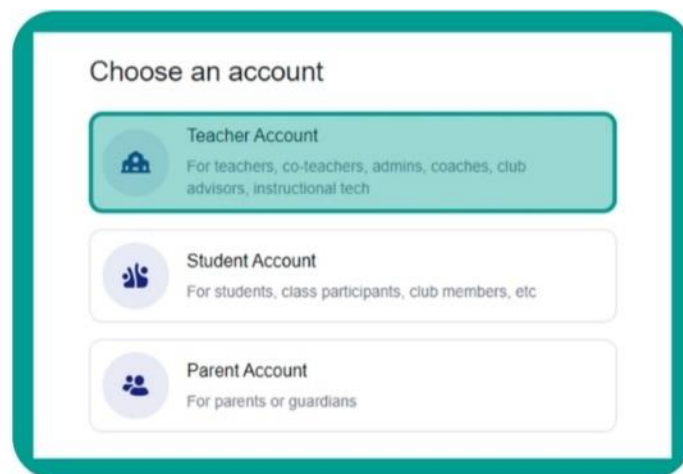 Choose an account
Teacher Account
For teachers, co-teachers, admins, coaches, club
advisors, instructional tech
Student Account
For students, class participants, club members, etc
Parent Account
For parents or guardians